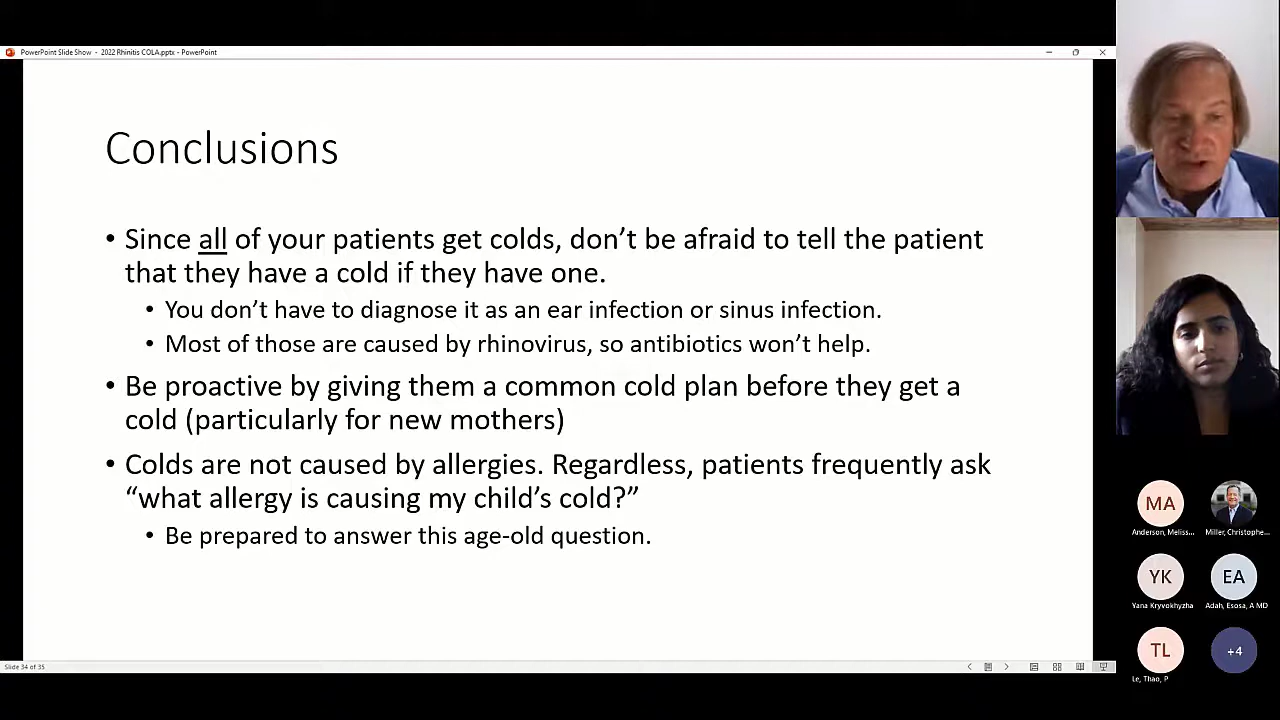 PowerPoint Slide Show - 2022 Rhinitis COLA.pptx - PowerPoint
Conclusions
• Since all of your patients get colds, don’t be afraid to tell the patient
that they have a cold if they have one.
• You don’t have to diagnose it as an ear infection or sinus infection.
• Most of those are caused by rhinovirus, so antibiotics won’t help.
• Be proactive by giving them a common cold plan before they get a
cold (particularly for new mothers)
• Colds are not caused by allergies. Regardless, patients frequently ask
“what allergy is causing my child’s cold?”
• Be prepared to answer this age-old question.
Slide 34 of 35
MA
Anderson, Meliss...
Miller, Christophe...
YK
Yana Kryvokhyzha
EA
Adah, Esosa, A MD
TL
Le, Thao, P
+4